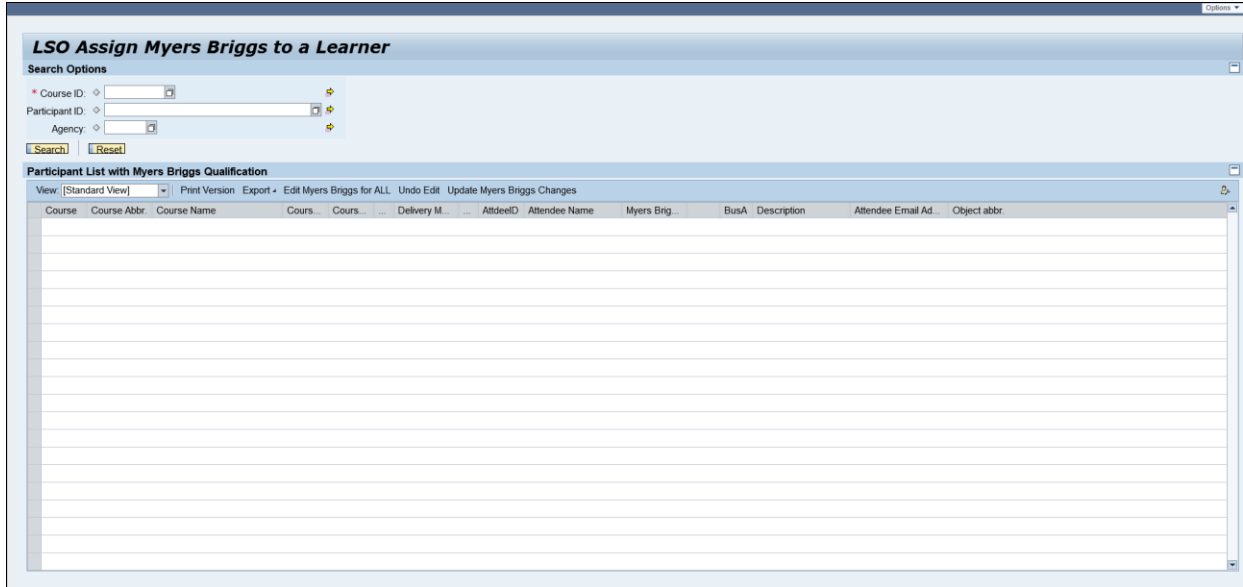 Options
LSO Assign Myers Briggs to a Learner
Search Options
* Course ID:
Participant ID:
Agency:
Search Reset
Participant List with Myers Briggs Qualification
View: [Standard View] Print Version Export Edit Myers Briggs for ALL Undo Edit Update Myers Briggs Changes
Course Course Abbr. Course Name Cours... Cours... ... Delivery M... ... AttdeeID Attendee Name Myers Brig... BusA Description Attendee Email Ad... Object abbr.